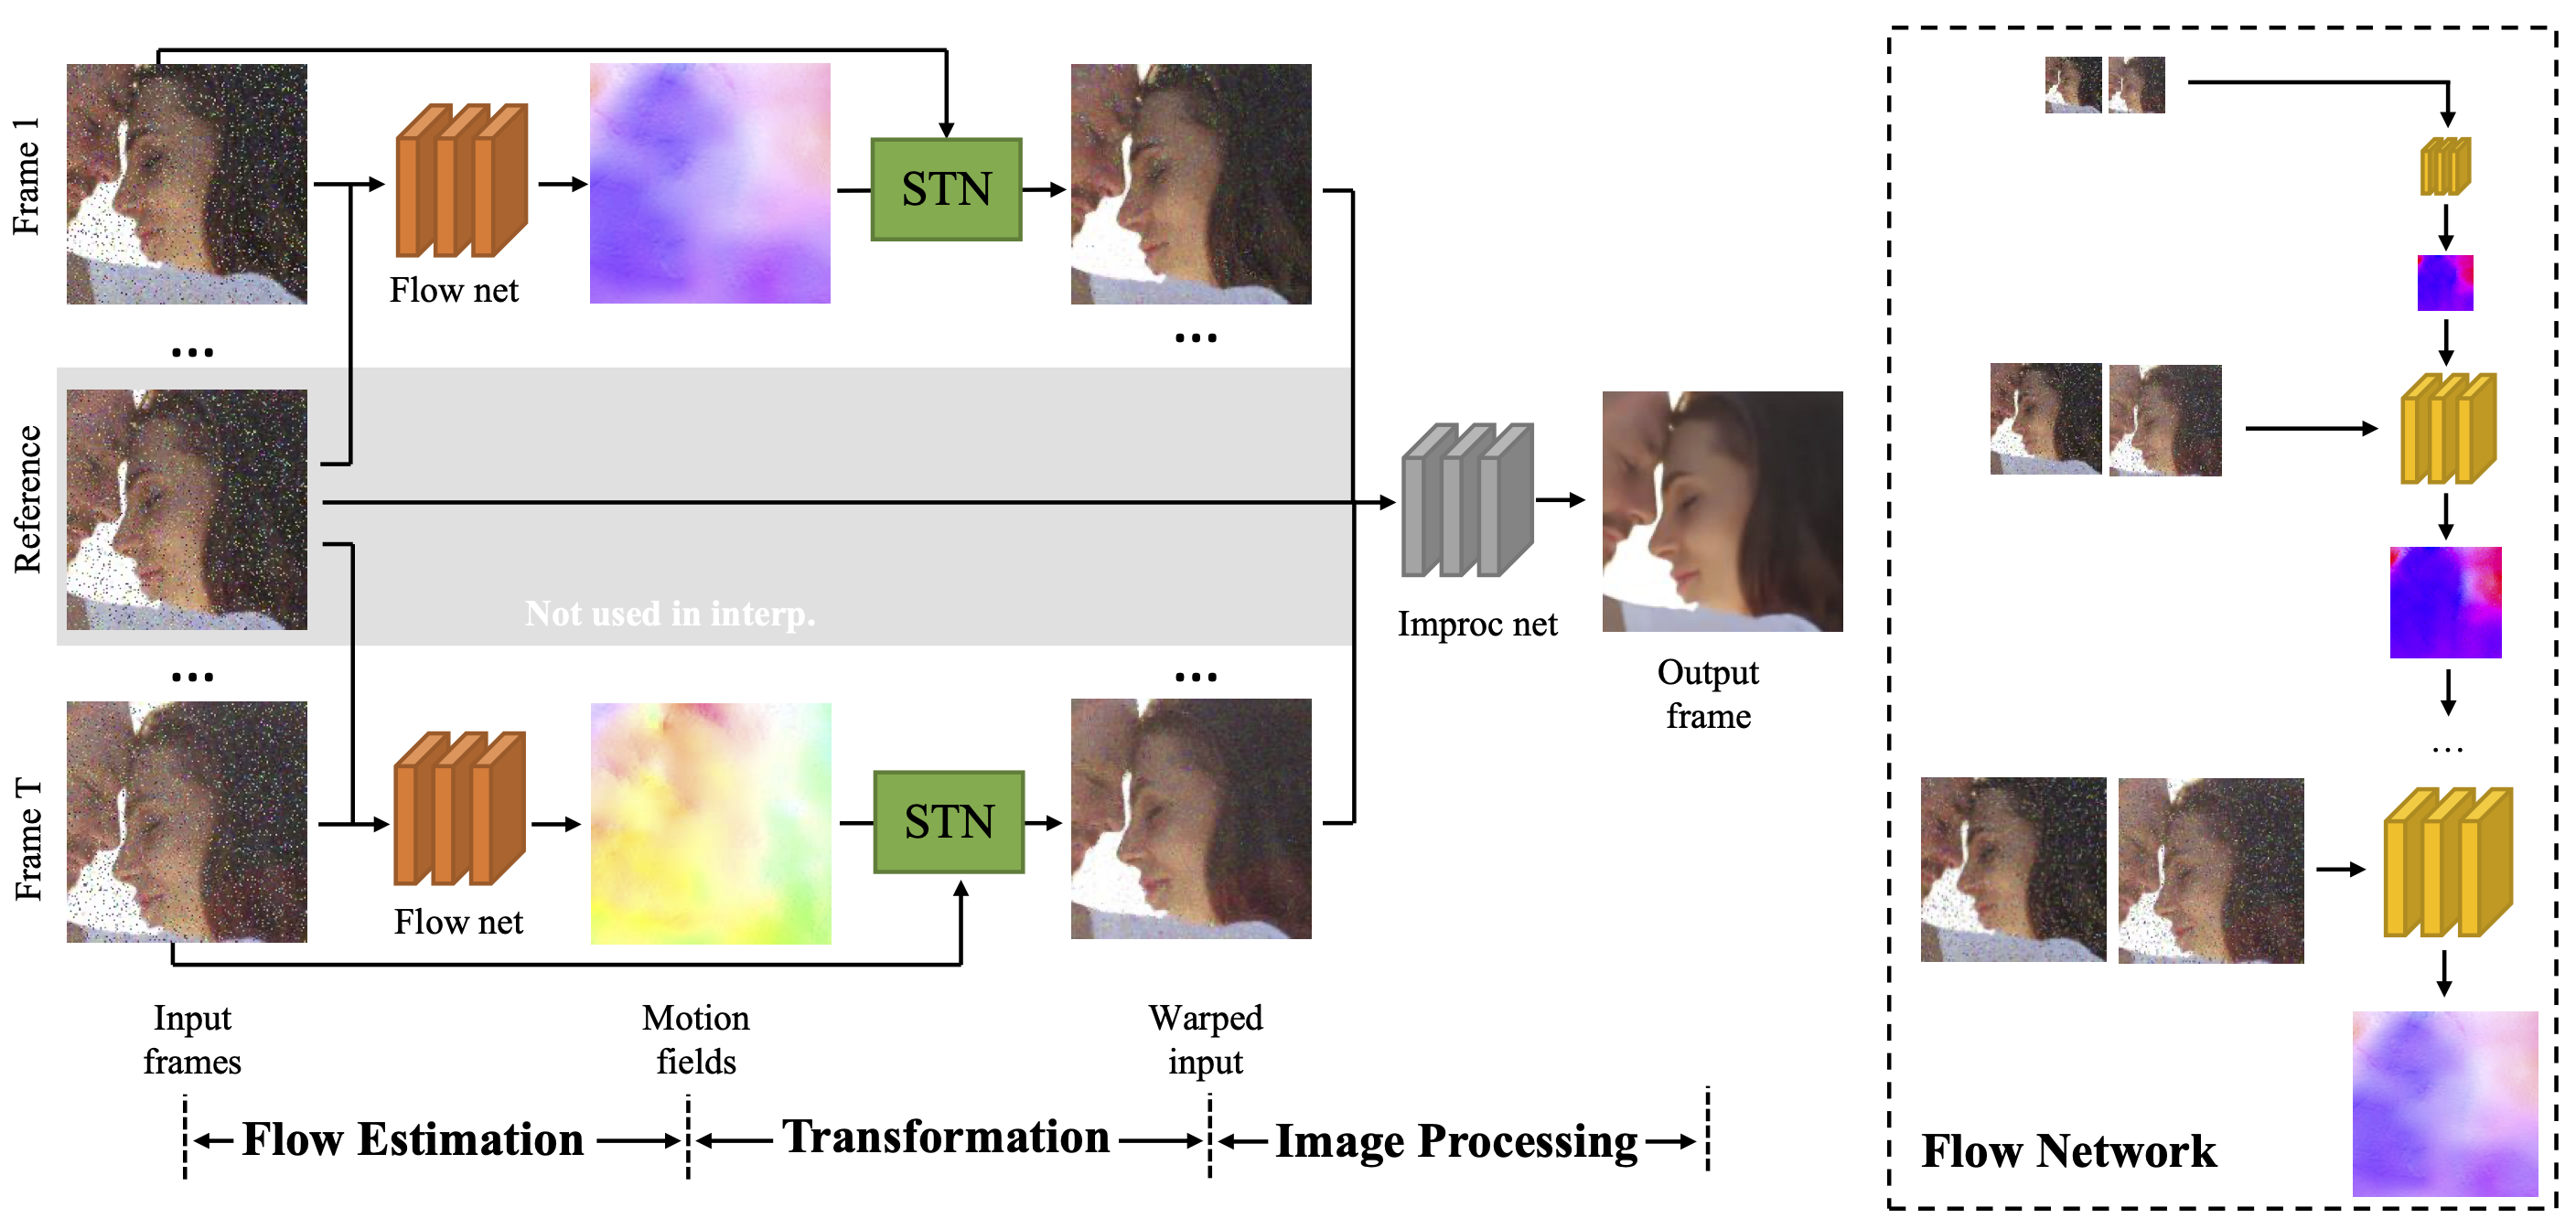 Frame 1
Flow net
STN
...
...
Reference
Not used in interp.
Improc net
Output
frame
...
...
Frame T
Flow net
STN
Input
frames
Motion
fields
Warped
input
Flow Estimation
Transformation
Image Processing
...
Flow Network